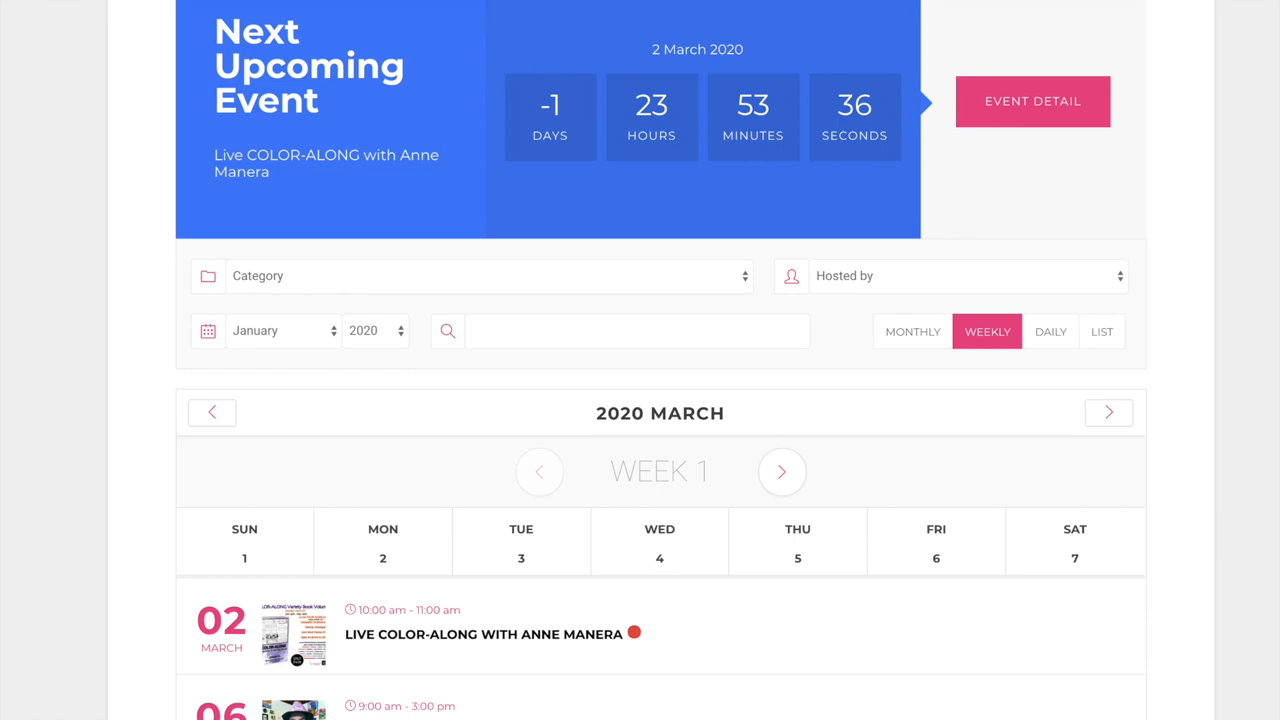 Next
Upcoming
Event
Live COLOR-ALONG with Anne
Manera
2 March 2020
-1 23 53 36
DAYS HOURS MINUTES SECONDS
EVENT DETAIL
Category Hosted by
January 2020 MONTHLY WEEKLY DAILY LIST
2020 MARCH
WEEK 1
SUN MON TUE WED THU FRI SAT
1 2 3 4 5 6 7
02
MARCH
10:00 am - 11:00 am
LIVE COLOR-ALONG WITH ANNE MANERA
06
9:00 am - 3:00 pm